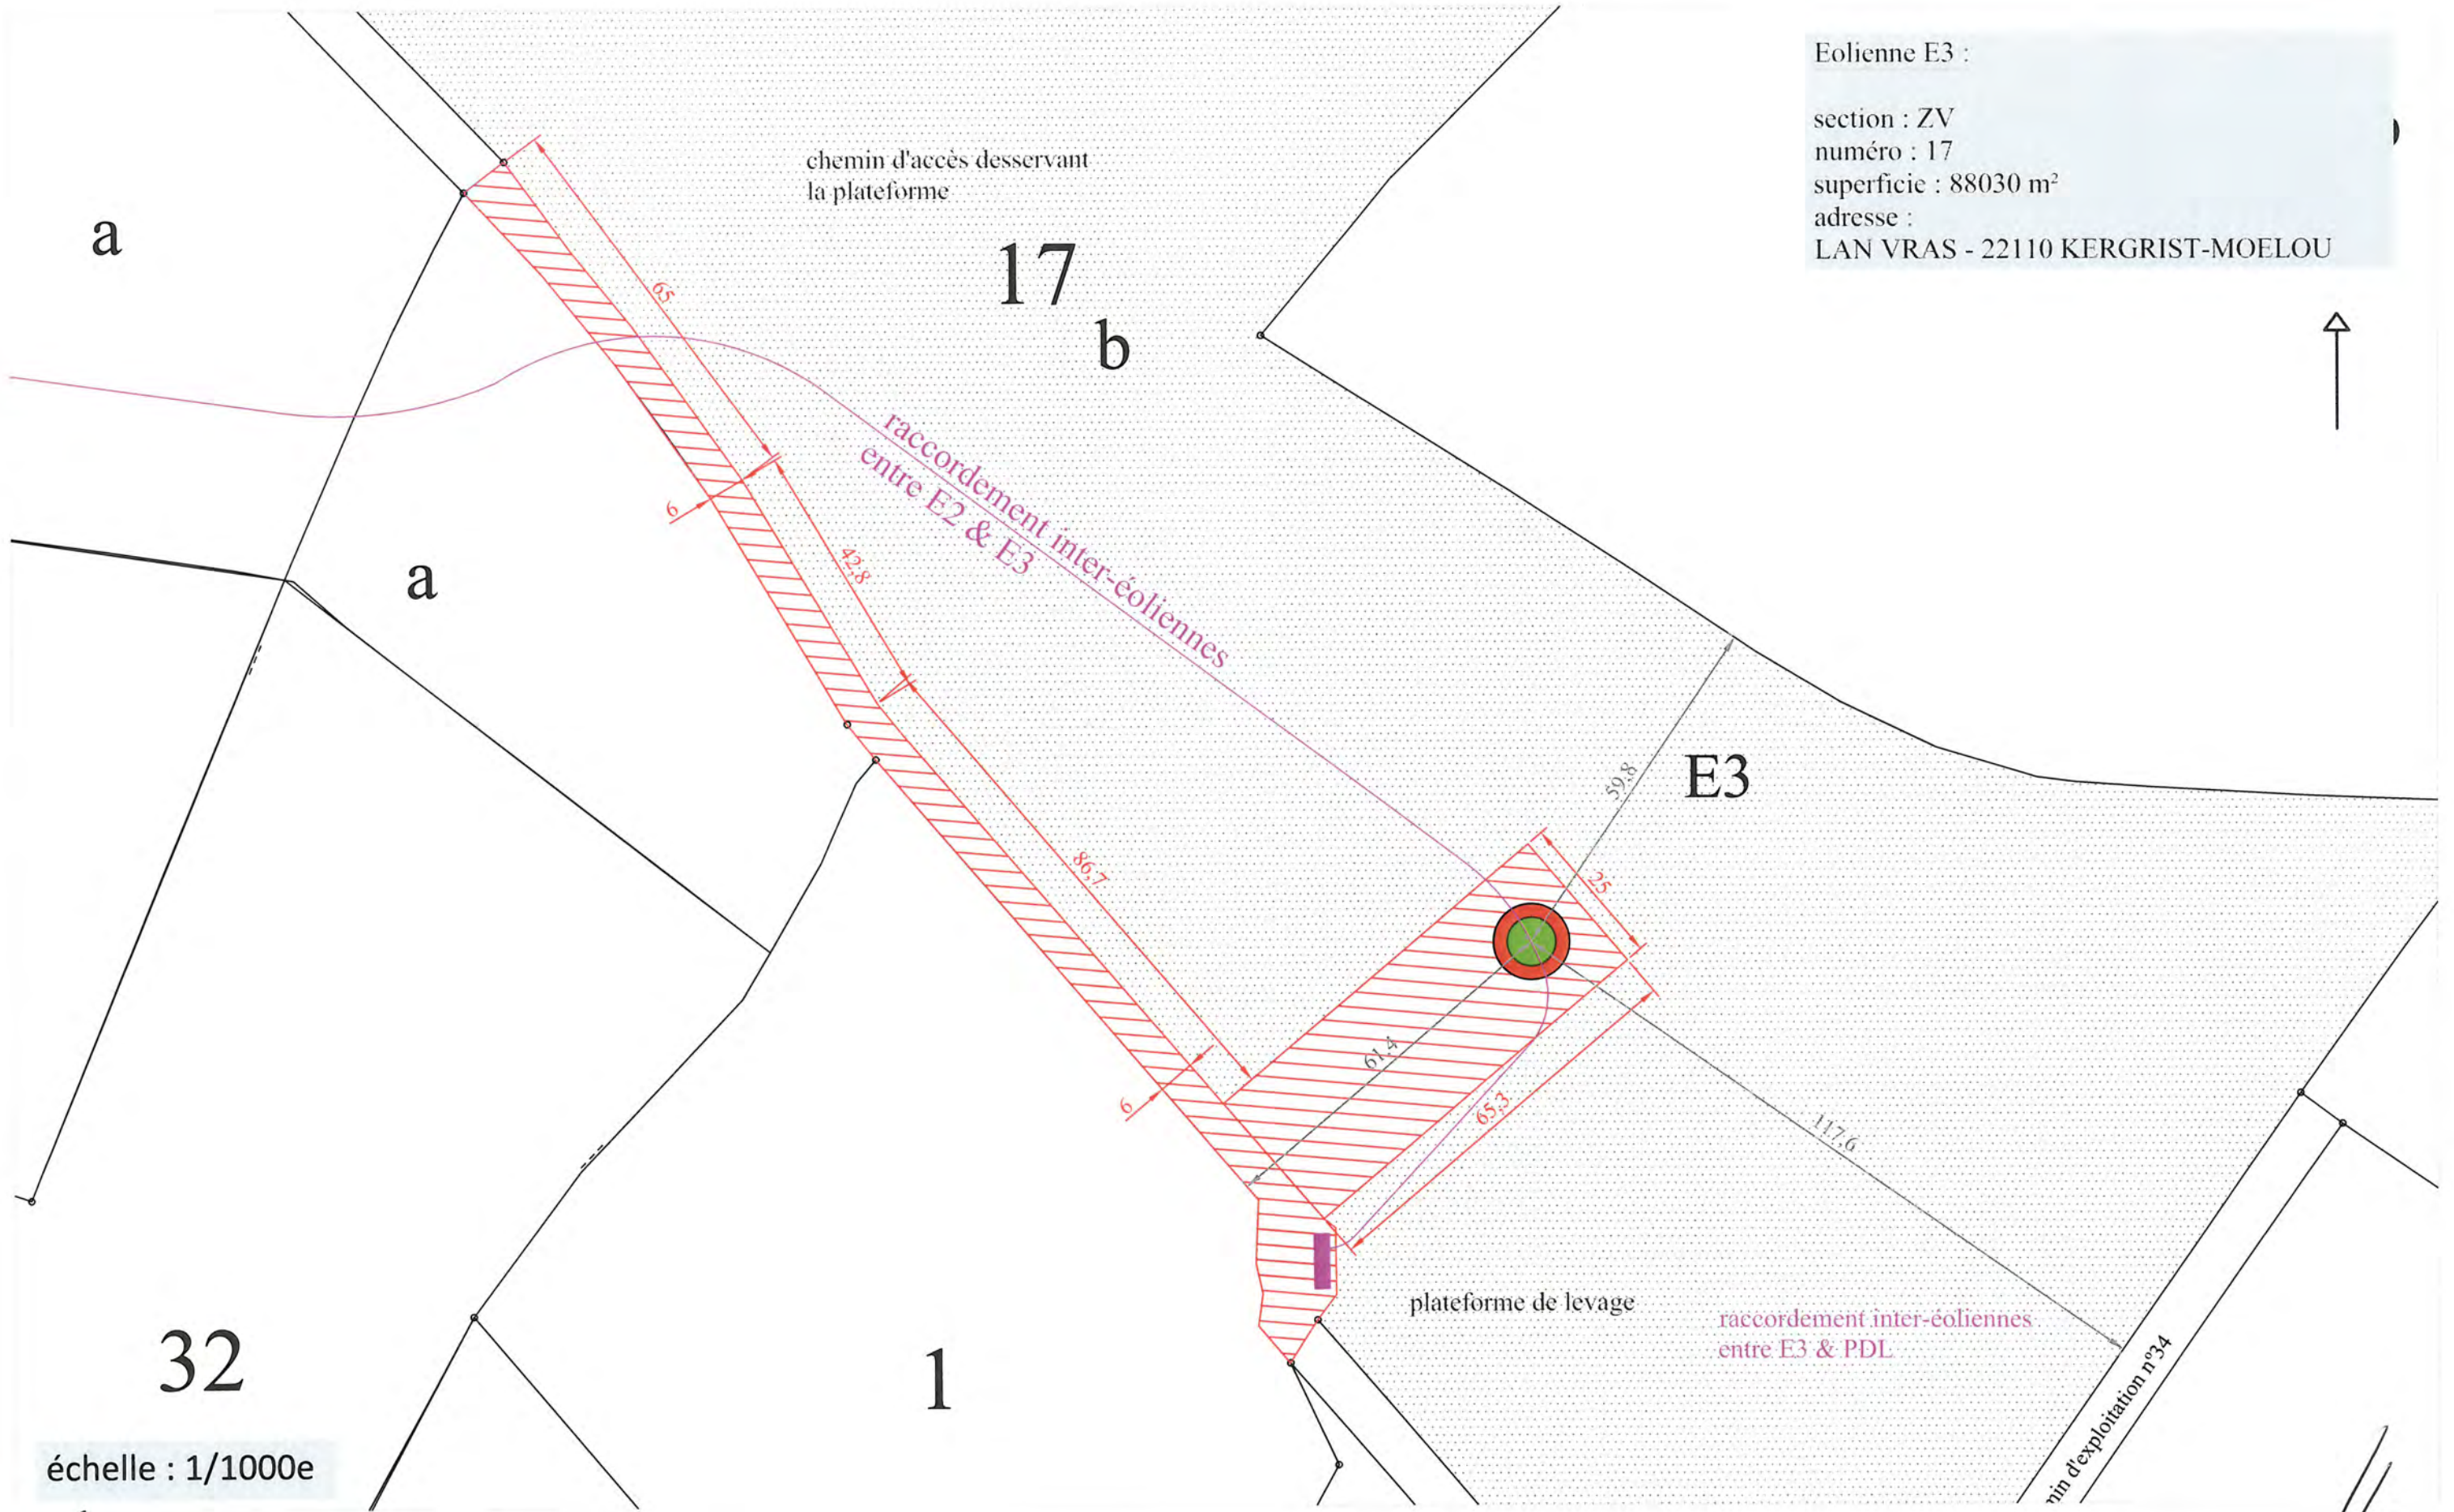 Eolienne E3 :
section : ZV
numéro : 17
superficie : 88030 m²
adresse :
LAN VRAS - 22110 KERGRIST-MOELOU
chemin d'accès desservant
la plateforme
a
17
b
65
raccordement inter-éoliennes
entre E2 & E3
6
42,8
a
59,8
E3
86,7
25
61,4
6
65,3
117,6
plateforme de levage
raccordement inter-éoliennes
entre E3 & PDL
min d'exploitation n°34
32
1
échelle : 1/1000e